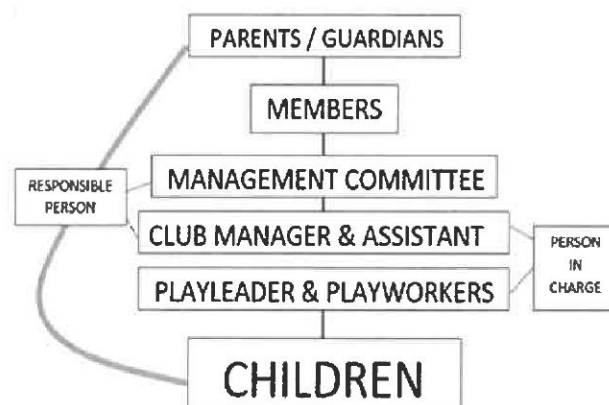 PARENTS / GUARDIANS
MEMBERS
MANAGEMENT COMMITTEE
RESPONSIBLE
PERSON
CLUB MANAGER & ASSISTANT
PERSON
IN
CHARGE
PLAYLEADER & PLAYWORKERS
CHILDREN